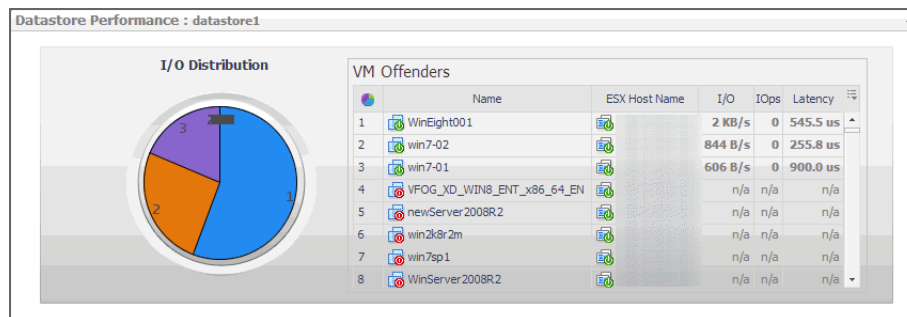 Datastore Performance : datastore1
I/O Distribution
3
1
2
VM Offenders
Name ESX Host Name I/O IOps Latency
1 WinEight001 2 KB/s 0 545.5 us
2 win7-02 844 B/s 0 255.8 us
3 win7-01 606 B/s 0 900.0 us
4 VFOG_XD_WIN8_ENT_x86_64_EN n/a n/a n/a
5 newServer2008R2 n/a n/a n/a
6 win2k8r2m n/a n/a n/a
7 win7sp1 n/a n/a n/a
8 WinServer2008R2 n/a n/a n/a